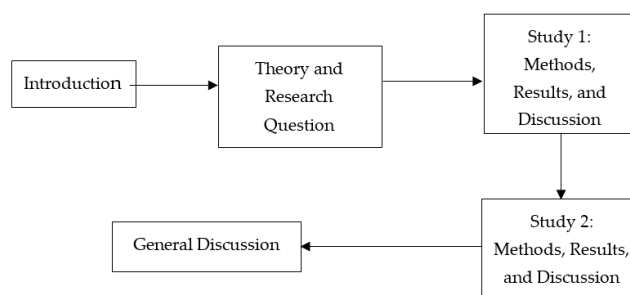 Introduction
Theory and
Research
Question
Study 1:
Methods,
Results, and
Discussion
Study 2:
Methods, Results,
and Discussion
General Discussion